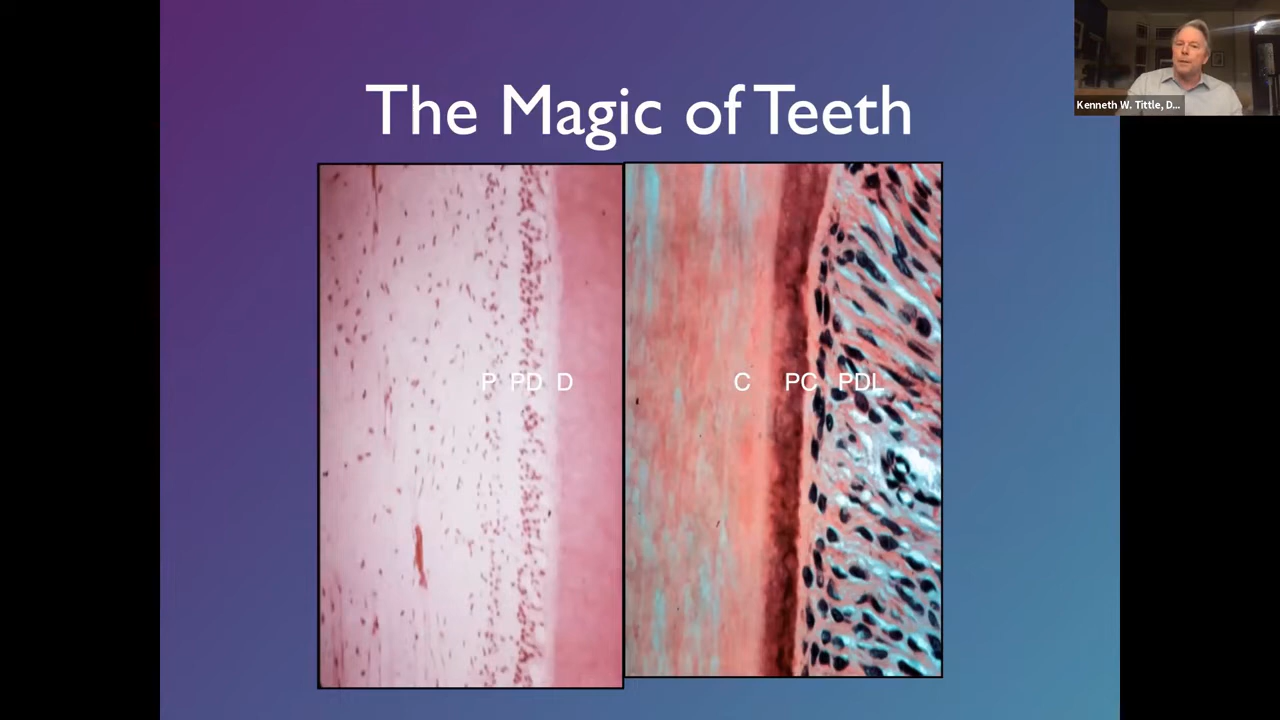 The Magic of Teeth
Kenneth W. Tittle, D...
P PD D
C PC PDL